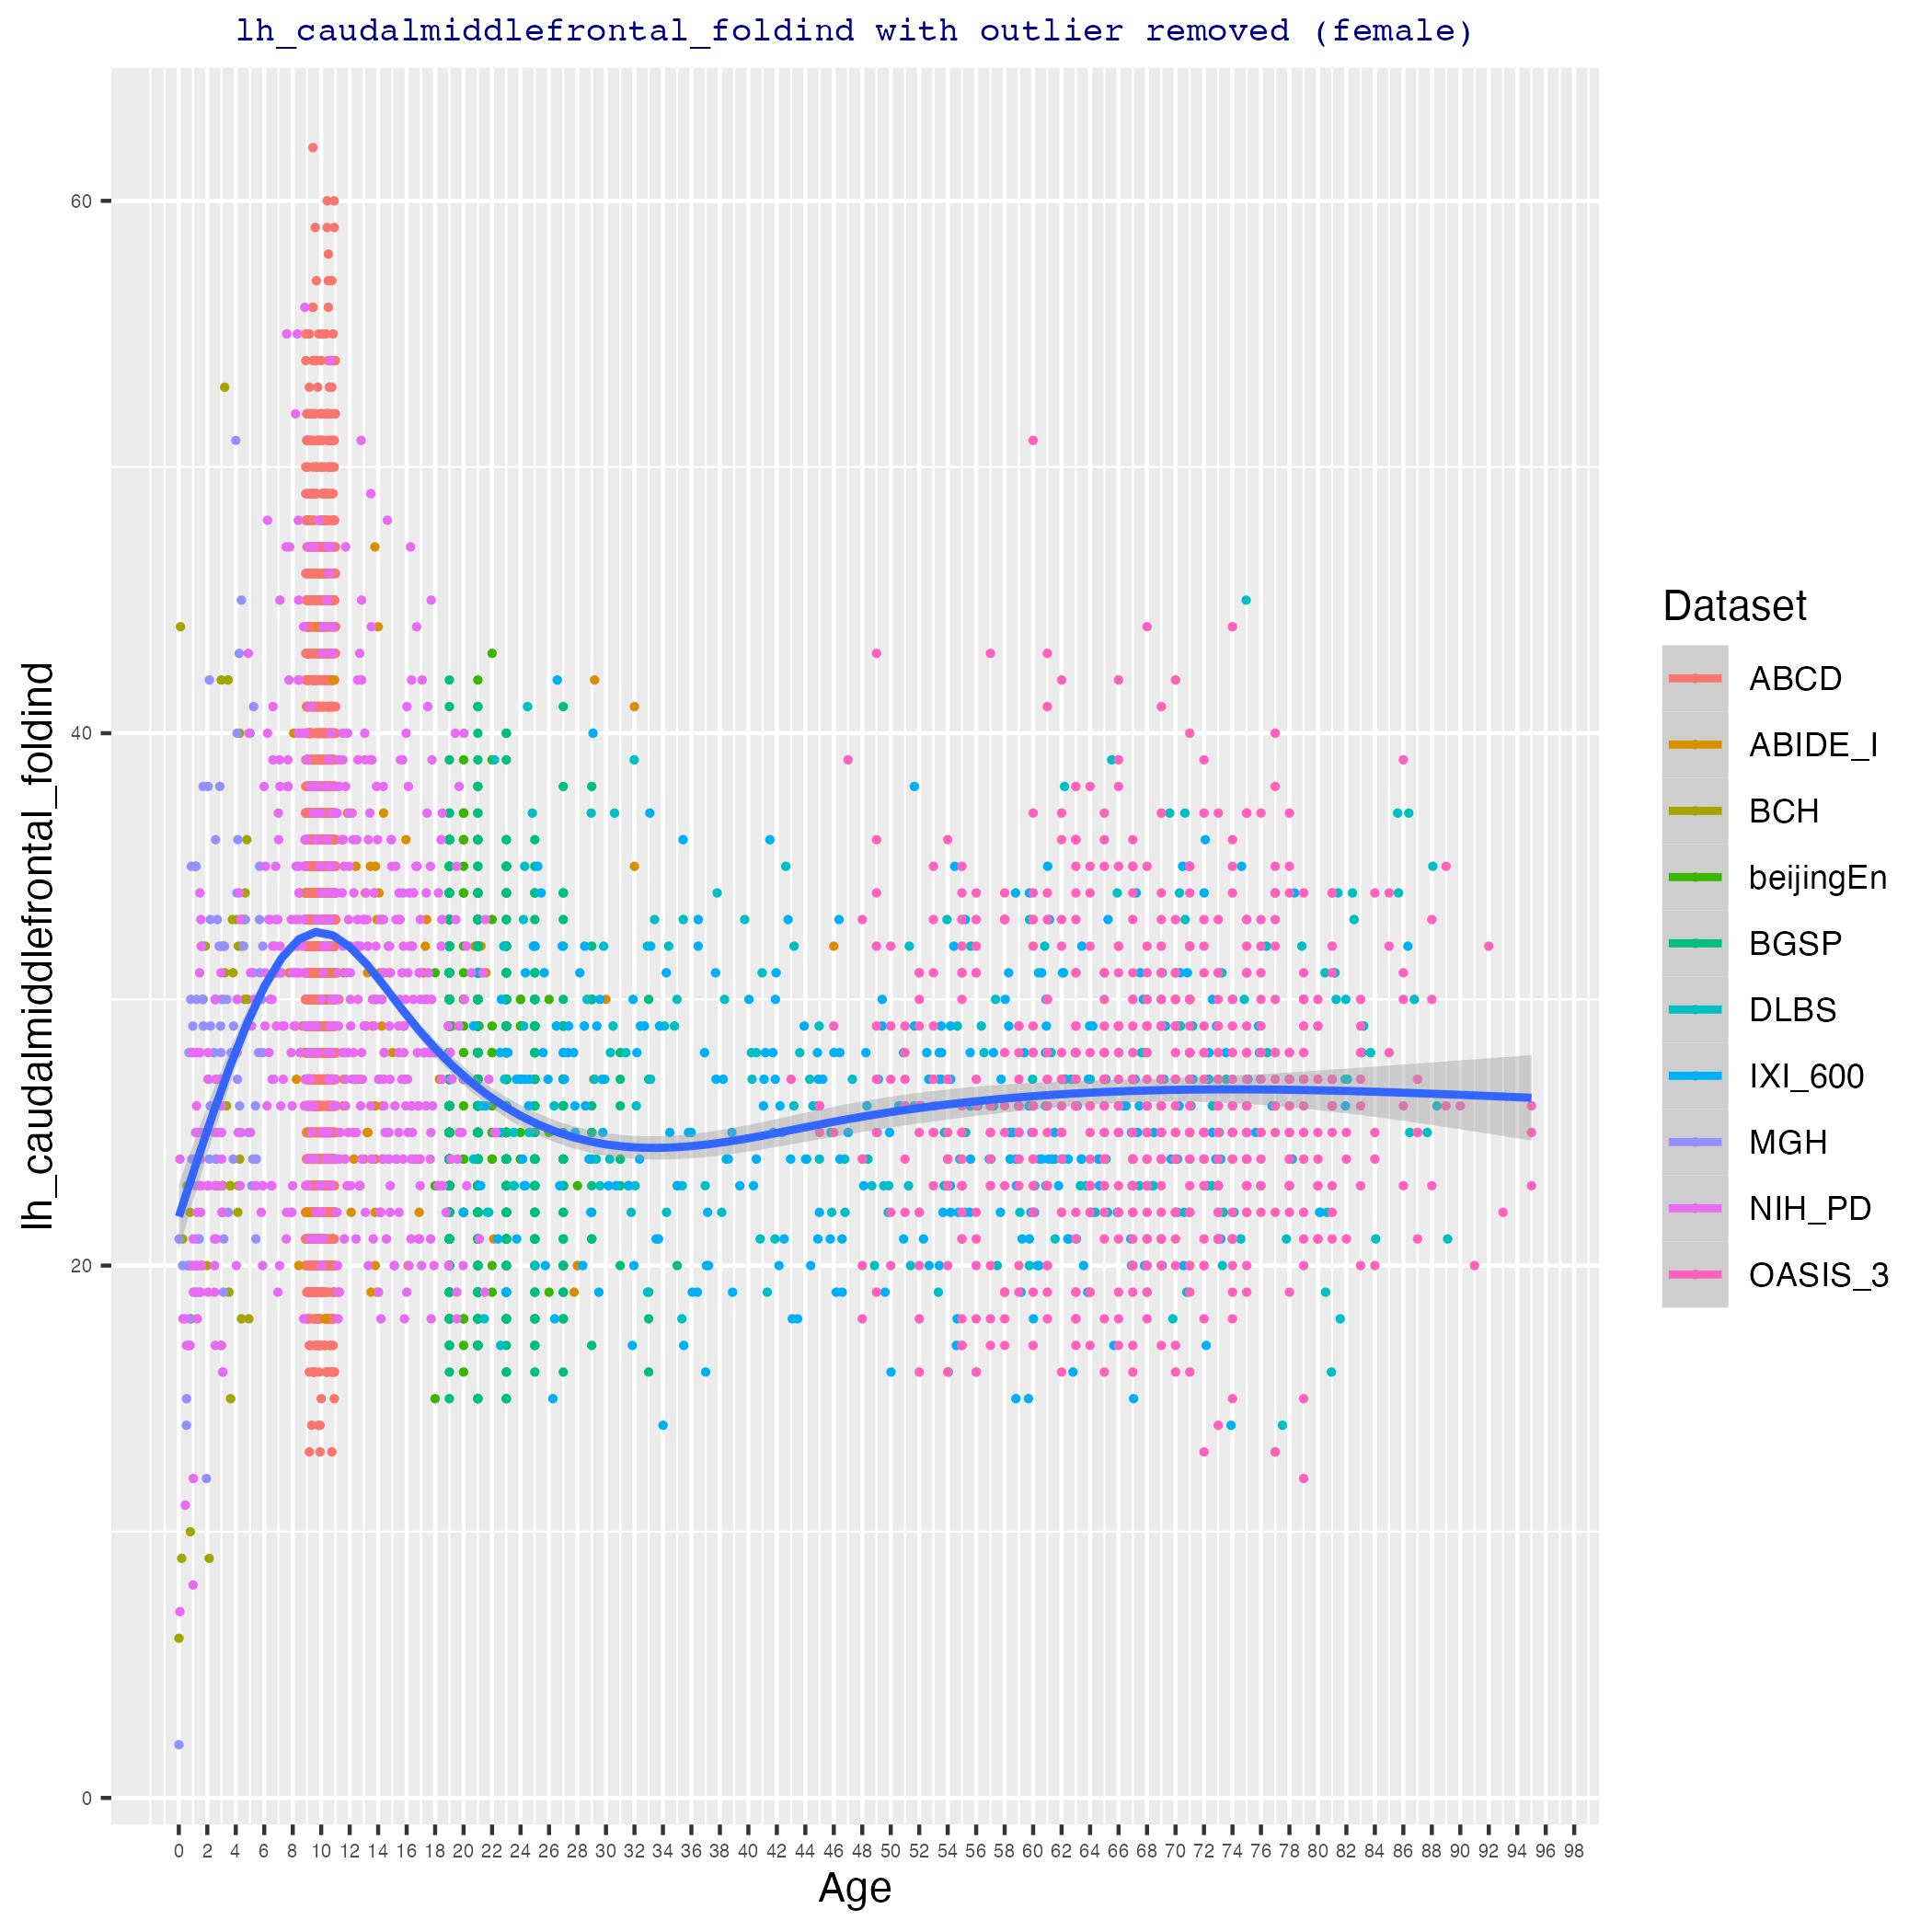 lh_caudalmiddlefrontal_foldind with outlier removed (female)
lh_caudalmiddlefrontal_foldind
60
40
20
0
0 2 4 6 8 10 12 14 16 18 20 22 24 26 28 30 32 34 36 38 40 42 44 46 48 50 52 54 56 58 60 62 64 66 68 70 72 74 76 78 80 82 84 86 88 90 92 94 96 98
Age
Dataset
ABCD
ABIDE_I
BCH
beijingEn
BGSP
DLBS
IXI_600
MGH
NIH_PD
OASIS_3